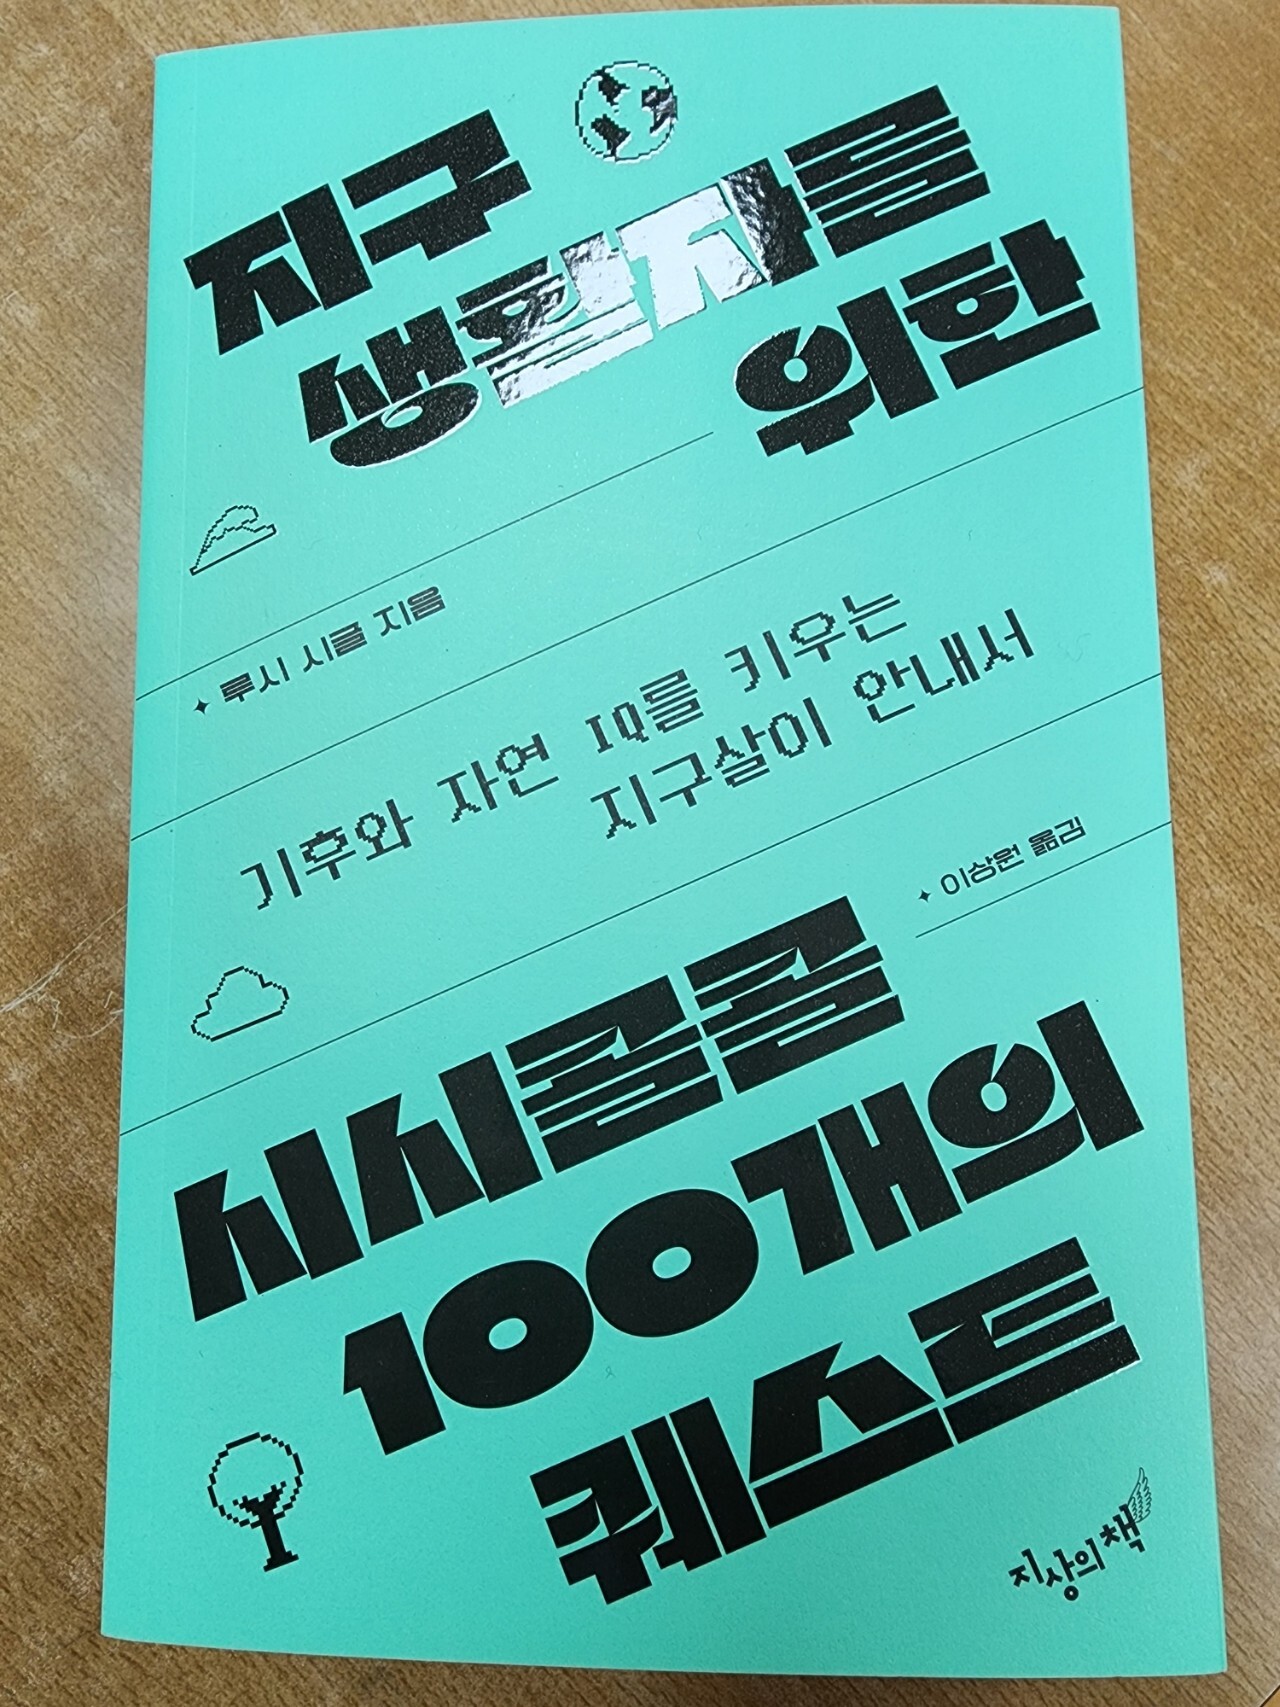 지구
생활자를
위한
루시 시글 지음
기후와 자연 IQ를 키우는
지구살이 안내서
이상원 옮김
시시콜콜
100개의
퀘스트
지상의 책